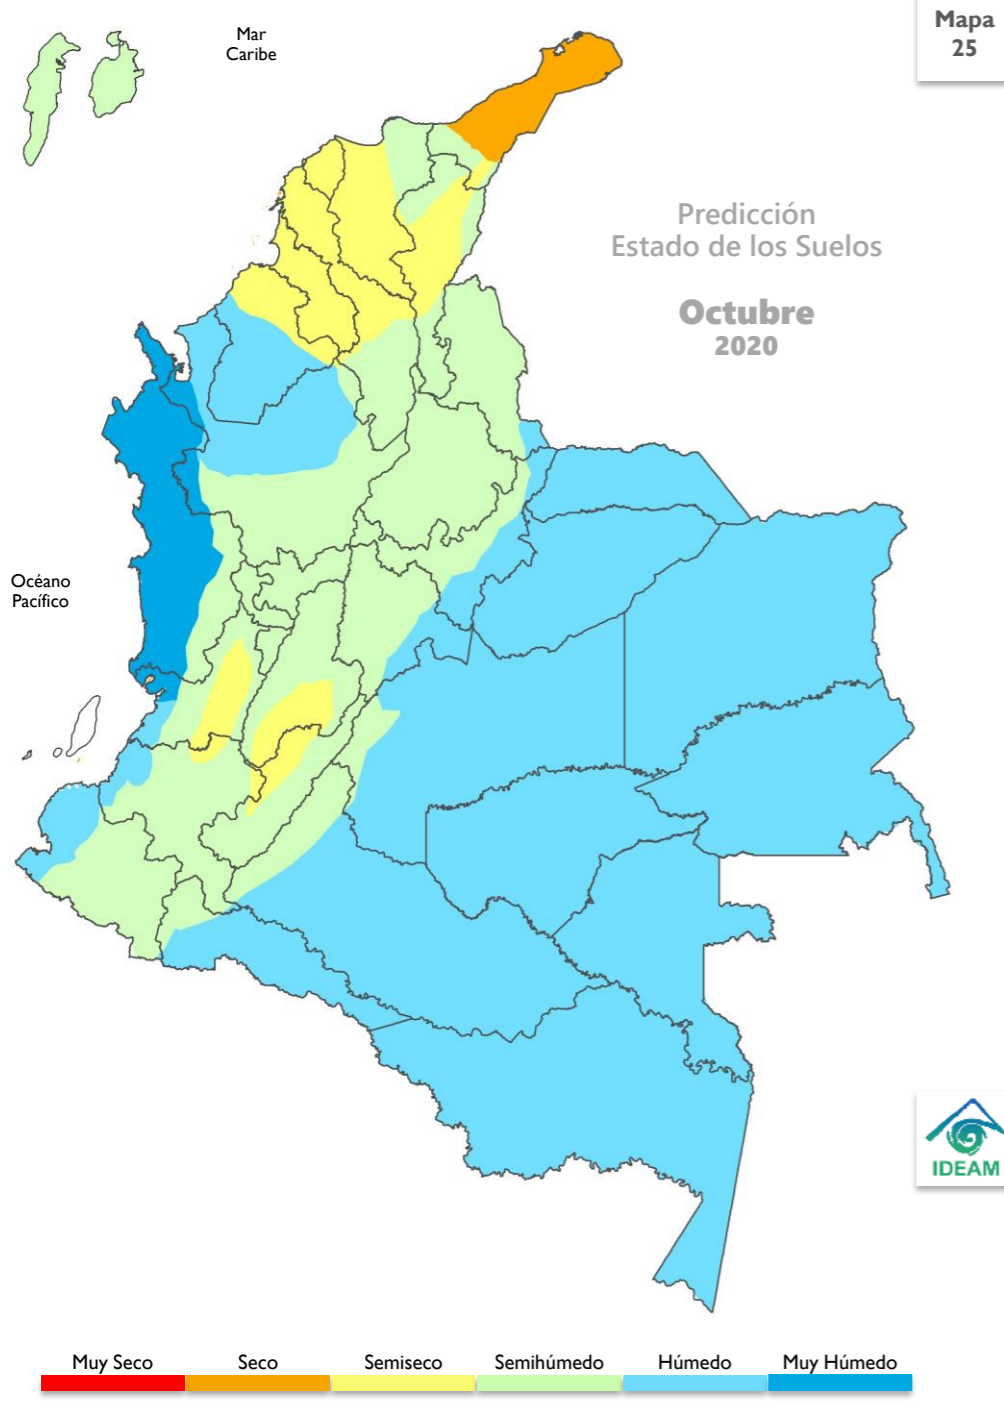 Mar
Caribe
Mapa
25
Predicción
Estado de los Suelos
Octubre
2020
Océano
Pacífico
IDEAM
Muy Seco
Seco
Semiseco
Semihúmedo
Húmedo
Muy Húmedo